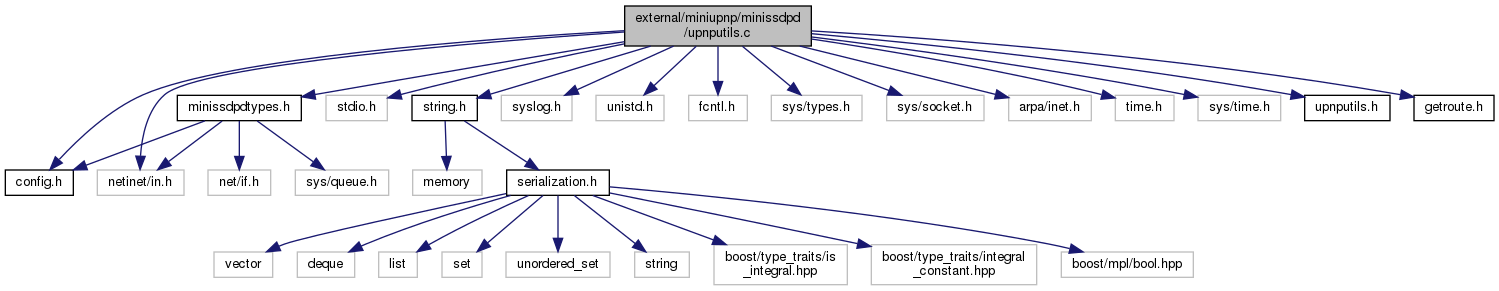 external/miniupnp/minissdpd
/upnputils.c
minissdpdtypes.h
stdio.h
string.h
syslog.h
unistd.h
fcntl.h
sys/types.h
sys/socket.h
arpa/inet.h
time.h
sys/time.h
upnputils.h
getroute.h
config.h
netinet/in.h
net/if.h
sys/queue.h
memory
serialization.h
vector
deque
list
set
unordered_set
string
boost/type_traits/is
_integral.hpp
boost/type_traits/integral
_constant.hpp
boost/mpl/bool.hpp